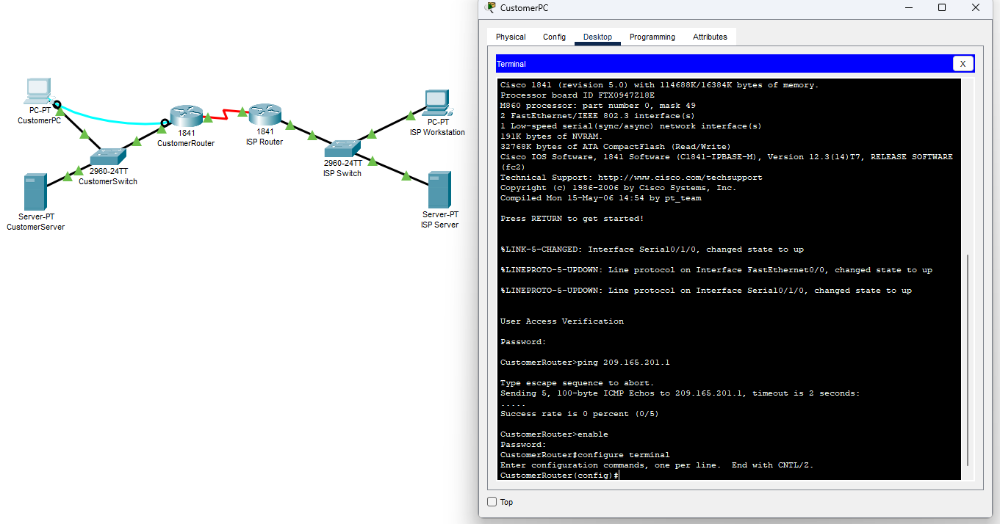 CustomerPC
Physical Config Desktop Programming Attributes
Terminal X
Cisco 1841 (revision 5.0) with 114688K/16384K bytes of memory.
Processor board ID FTX0947Z18E
M860 processor: part number 0, mask 49
2 FastEthernet/IEEE 802.3 interface(s)
1 Low-speed serial(sync/async) network interface(s)
191K bytes of NVRAM.
32768K bytes of ATA CompactFlash (Read/Write)
Cisco IOS Software, 1841 Software (C1841-IPBASE-M), Version 12.3(14)T7, RELEASE SOFTWARE
(fc2)
Technical Support: http://www.cisco.com/techsupport
Copyright (c) 1986-2006 by Cisco Systems, Inc.
Compiled Mon 15-May-06 14:54 by pt_team
Press RETURN to get started!
%LINK-5-CHANGED: Interface Serial0/1/0, changed state to up
%LINEPROTO-5-UPDOWN: Line protocol on Interface FastEthernet0/0, changed state to up
%LINEPROTO-5-UPDOWN: Line protocol on Interface Serial0/1/0, changed state to up
User Access Verification
Password:
CustomerRouter>ping 209.165.201.1
Type escape sequence to abort.
Sending 5, 100-byte ICMP Echos to 209.165.201.1, timeout is 2 seconds:
.....
Success rate is 0 percent (0/5)
CustomerRouter>enable
Password:
CustomerRouter#configure terminal
Enter configuration commands, one per line.  End with CNTL/Z.
CustomerRouter(config)#
Top
PC-PT
CustomerPC
1841
CustomerRouter
1841
ISP Router
PC-PT
ISP Workstation
2960-24TT
CustomerSwitch
2960-24TT
ISP Switch
Server-PT
CustomerServer
Server-PT
ISP Server